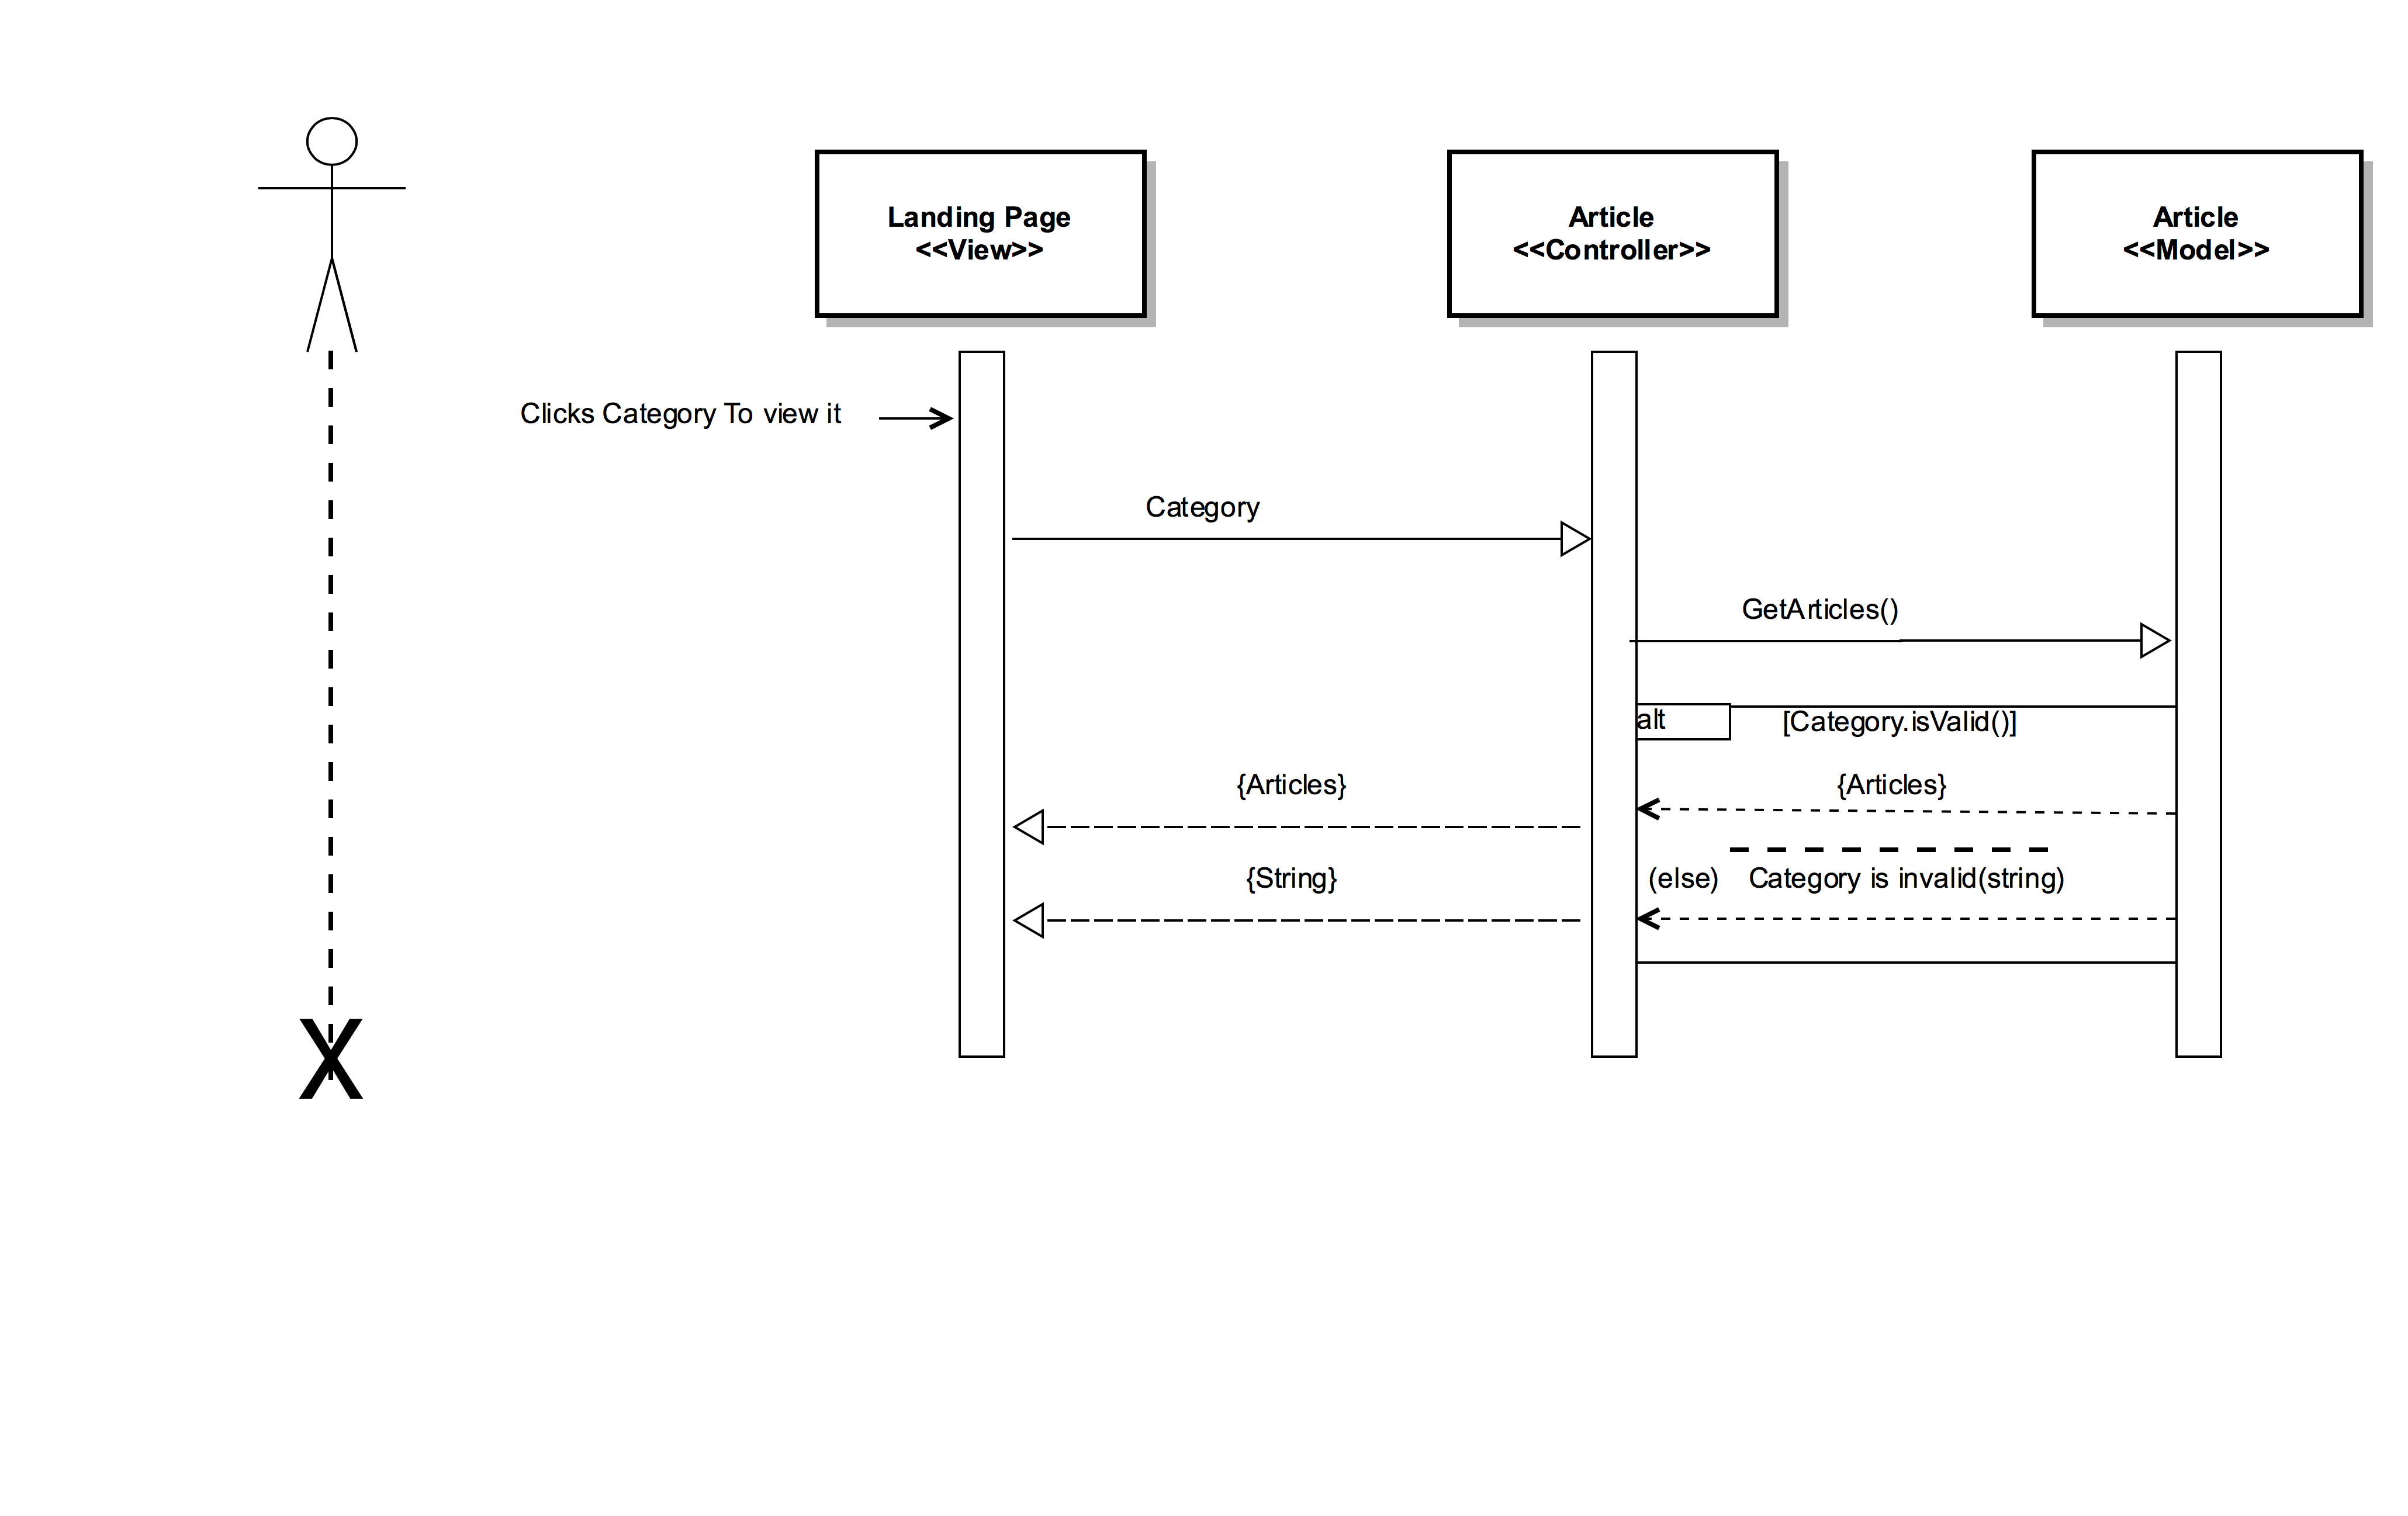 Landing Page
<<View>>
Article
<<Controller>>
Article
<<Model>>
Clicks Category To view it
Category
GetArticles()
alt
[Category.isValid()]
{Articles}
{Articles}
{String}
(else)
Category is invalid(string)
X